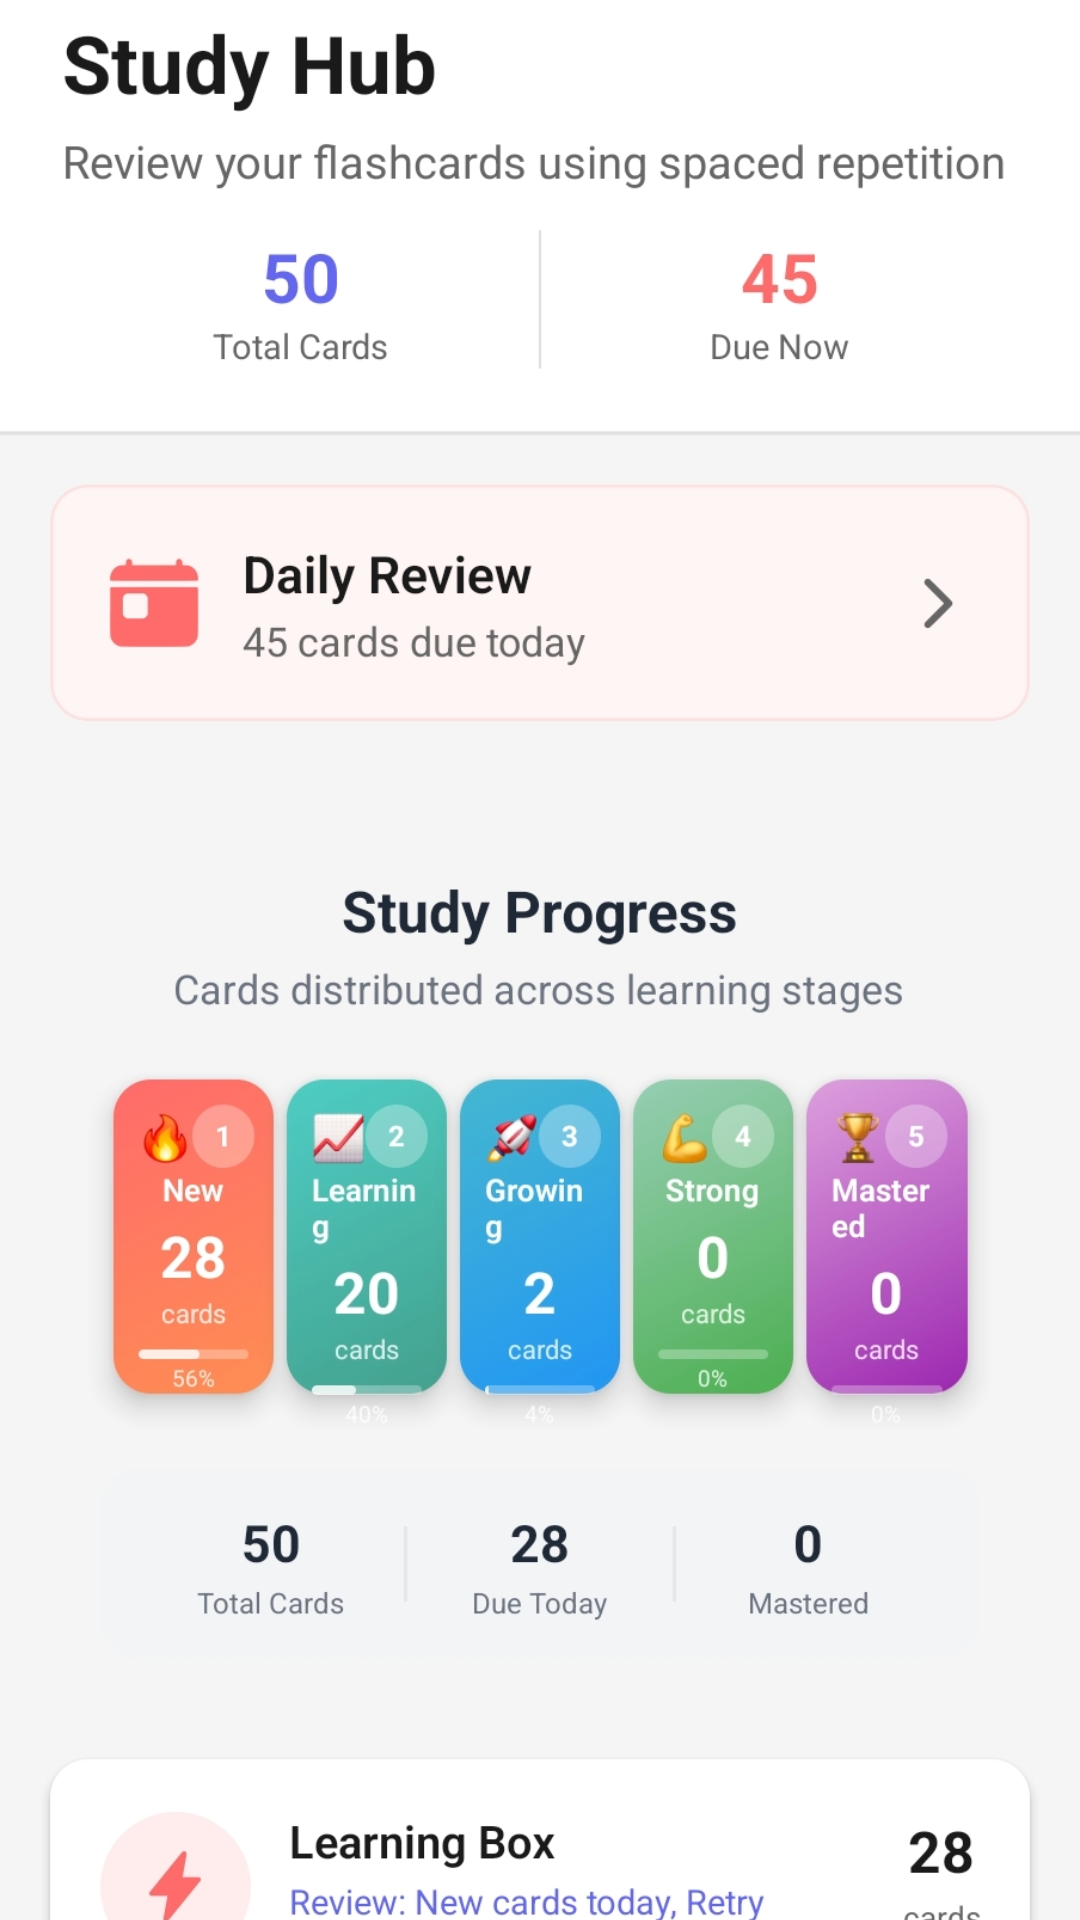 Study Hub
Review your flashcards using spaced repetition
50
Total Cards
45
Due Now
Daily Review
45 cards due today
Study Progress
Cards distributed across learning stages
1
New
28
cards
56%
2
Learnin
g
20
cards
40%
3
Growin
g
2
cards
4%
4
Strong
0
cards
0%
5
Master
ed
0
cards
0%
50
Total Cards
28
Due Today
0
Mastered
Learning Box
Review: New cards today, Retry
28
cards